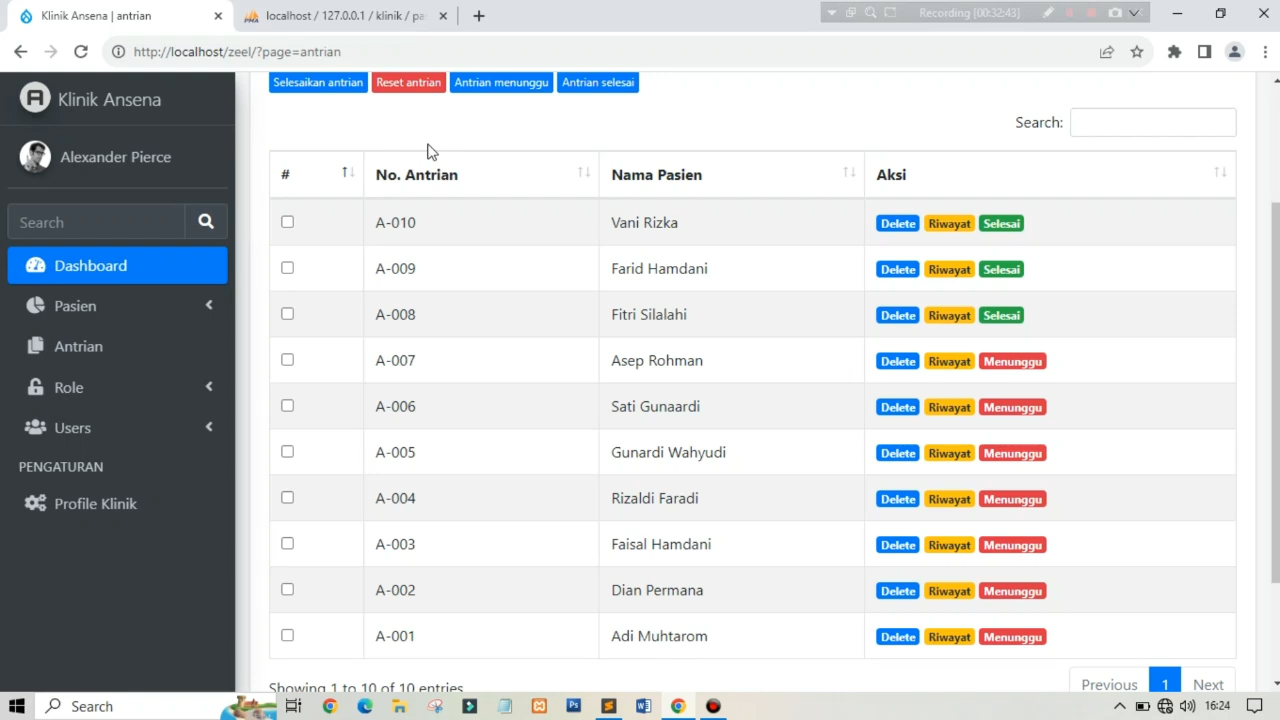 Klinik Ansena | antrian
localhost / 127.0.0.1 / klinik / pa
Recording [00:32:43]
http://localhost/zeel/?page=antrian
Klinik Ansena
Alexander Pierce
Search
Dashboard
Pasien
Antrian
Role
Users
PENGATURAN
Profile Klinik
Selesaikan antrian Reset antrian Antrian menunggu Antrian selesai
Search:
# No. Antrian Nama Pasien Aksi
A-010 Vani Rizka Delete Riwayat Selesai
A-009 Farid Hamdani Delete Riwayat Selesai
A-008 Fitri Silalahi Delete Riwayat Selesai
A-007 Asep Rohman Delete Riwayat Menunggu
A-006 Sati Gunaardi Delete Riwayat Menunggu
A-005 Gunardi Wahyudi Delete Riwayat Menunggu
A-004 Rizaldi Faradi Delete Riwayat Menunggu
A-003 Faisal Hamdani Delete Riwayat Menunggu
A-002 Dian Permana Delete Riwayat Menunggu
A-001 Adi Muhtarom Delete Riwayat Menunggu
Showing 1 to 10 of 10 entries
Previous 1 Next
Search
16:24